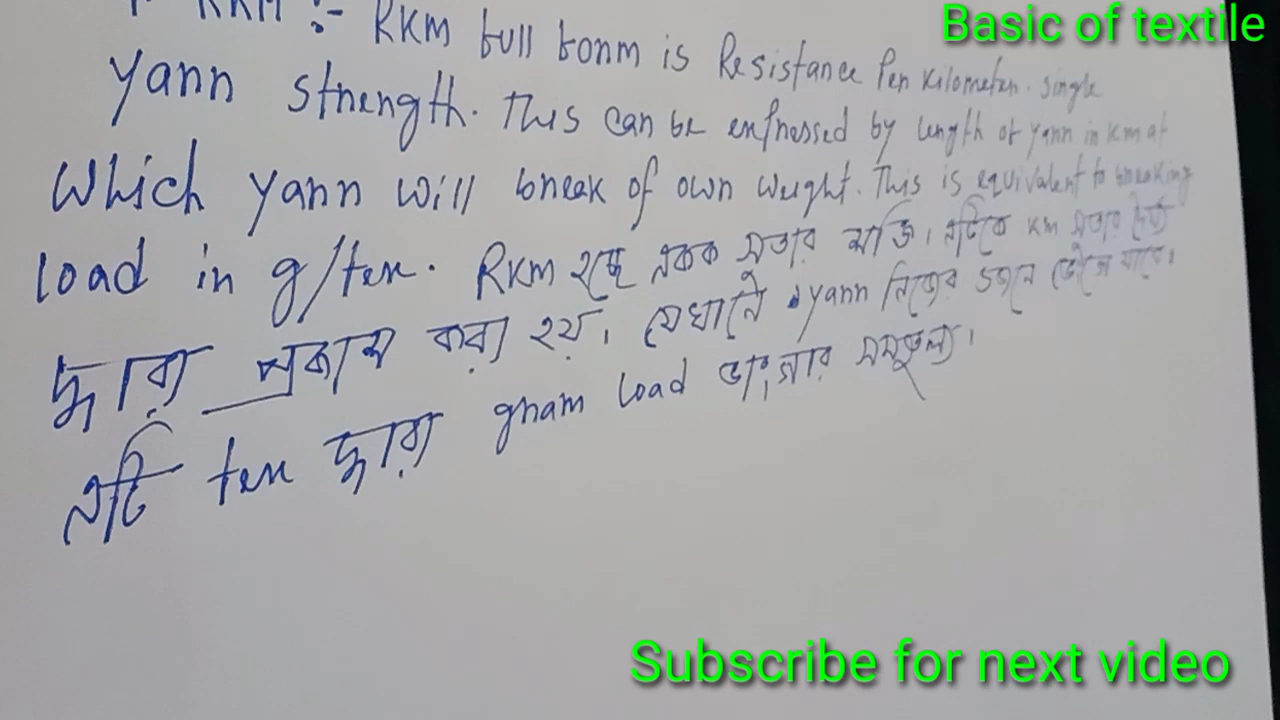 Basic of textile
RKM :- RKM full form is Resistance Per Kilometer. single
yarn strength. This can be expressed by length of yarn in km at
Which yarn will break of own weight. This is equivalent to breaking
load in g/tex. RKM হচ্ছে একক সুতার শক্তি। এটিকে KM সুতার দৈর্ঘ্য
দ্বারা প্রকাশ করা হয়। যেখানে yarn নিজের ওজনে ভেঙ্গে যাবে।
এটি tex দ্বারা gram load ভাংগার সমতুল্য।
Subscribe for next video